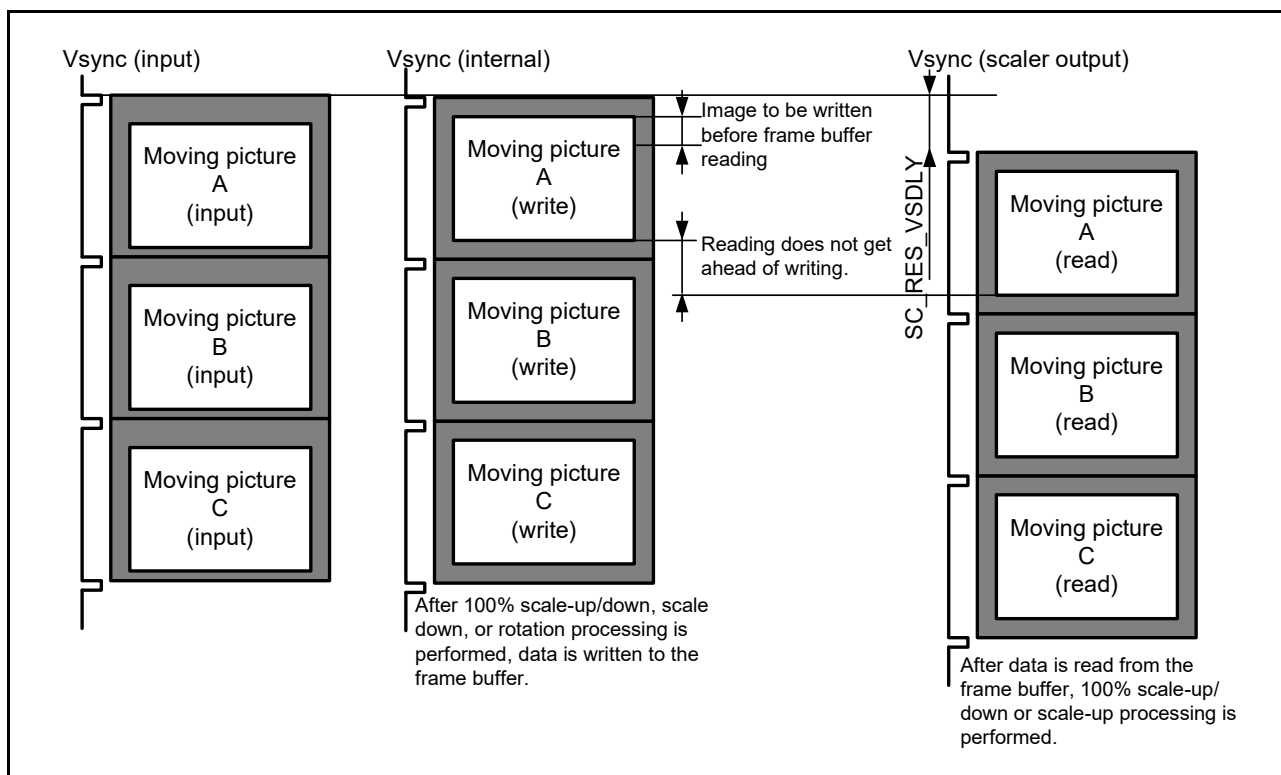 Vsync (input)
Vsync (internal)
Vsync (scaler output)
Moving picture
A
(input)
Moving picture
B
(input)
Moving picture
C
(input)
Moving picture
A
(write)
Moving picture
B
(write)
Moving picture
C
(write)
After 100% scale-up/down, scale
down, or rotation processing is
performed, data is written to the
frame buffer.
Image to be written
before frame buffer
reading
Reading does not get
ahead of writing.
SC_RES_VSDLY
Moving picture
A
(read)
Moving picture
B
(read)
Moving picture
C
(read)
After data is read from the
frame buffer, 100% scale-up/
down or scale-up processing is
performed.